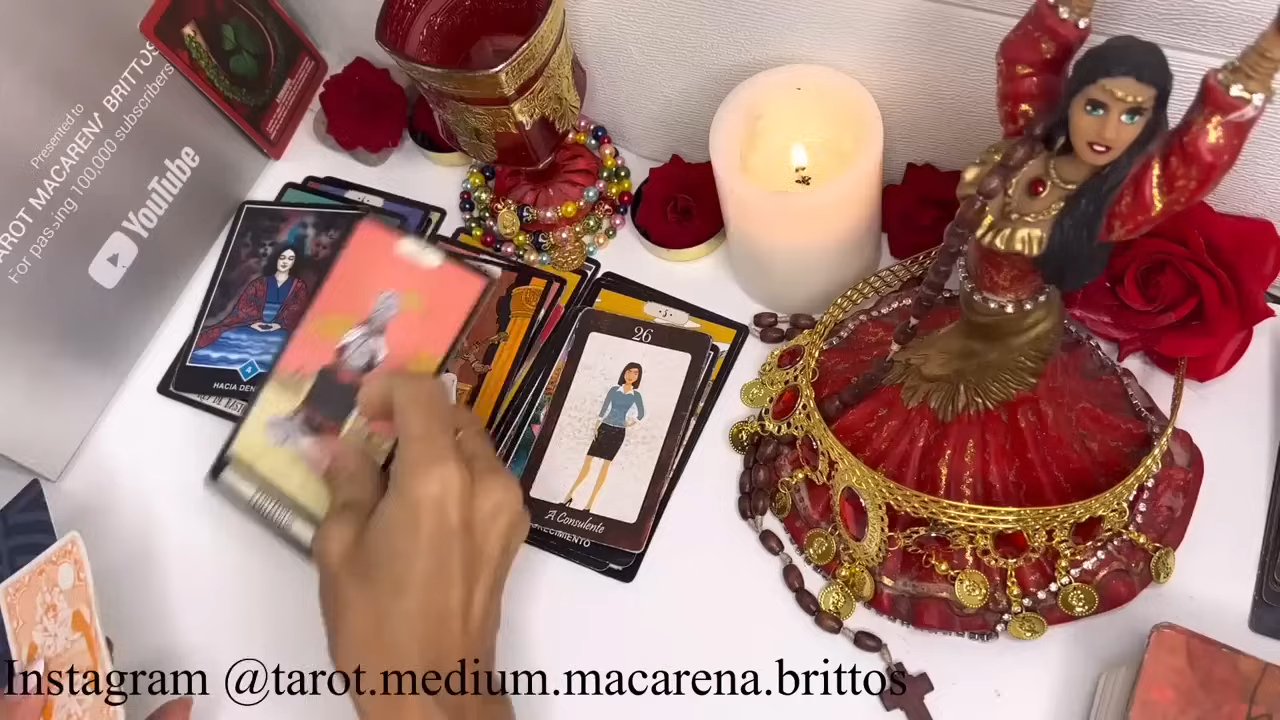 Presented to
TAROT MACARENA BRITTOS
For passing 100,000 subscribers
YouTube
4
HACIA DEN
26
A Consulente
Instagram @tarot.medium.macarena.brittos